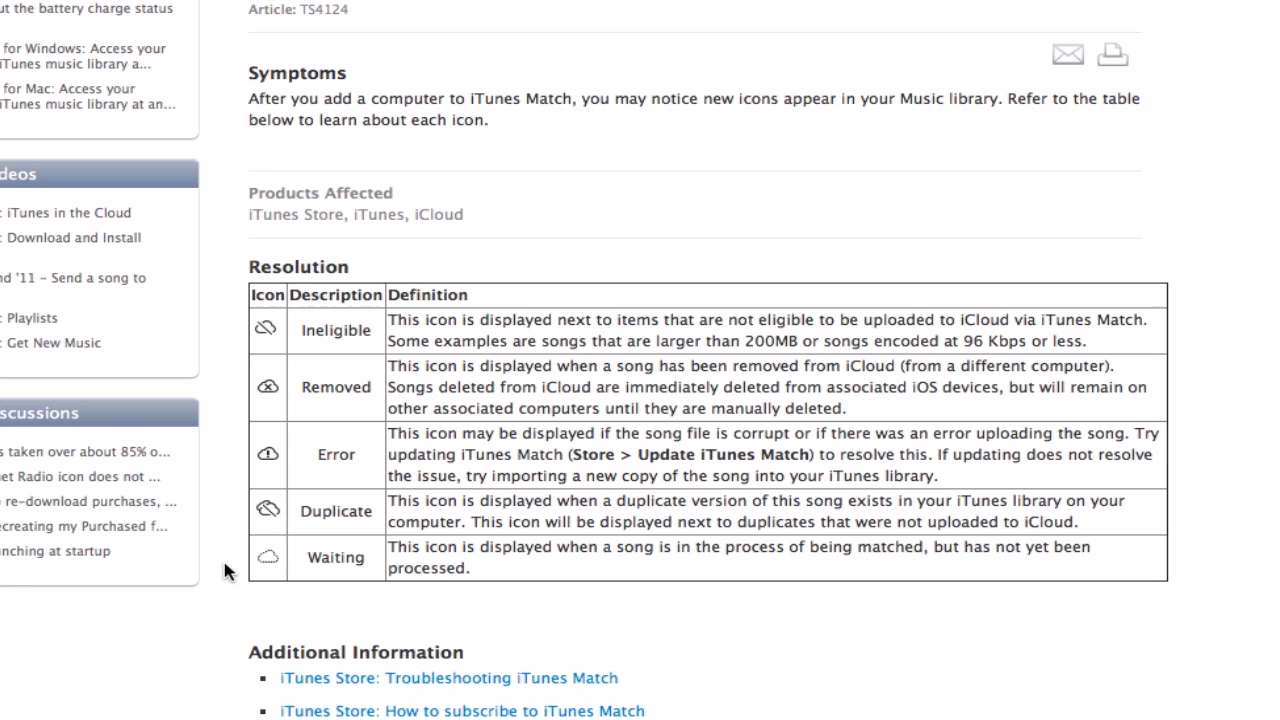 ut the battery charge status
for Windows: Access your
iTunes music library a...
for Mac: Access your
iTunes music library at an...
deos
: iTunes in the Cloud
: Download and Install
nd '11 – Send a song to
: Playlists
: Get New Music
scussions
s taken over about 85% o...
et Radio icon does not ...
o re-download purchases, ...
ecreating my Purchased f...
nching at startup
Article: TS4124
Symptoms
After you add a computer to iTunes Match, you may notice new icons appear in your Music library. Refer to the table
below to learn about each icon.
Products Affected
iTunes Store, iTunes, iCloud
Resolution
Icon Description Definition
Ineligible
This icon is displayed next to items that are not eligible to be uploaded to iCloud via iTunes Match.
Some examples are songs that are larger than 200MB or songs encoded at 96 Kbps or less.
Removed
This icon is displayed when a song has been removed from iCloud (from a different computer).
Songs deleted from iCloud are immediately deleted from associated iOS devices, but will remain on
other associated computers until they are manually deleted.
Error
This icon may be displayed if the song file is corrupt or if there was an error uploading the song. Try
updating iTunes Match (Store > Update iTunes Match) to resolve this. If updating does not resolve
the issue, try importing a new copy of the song into your iTunes library.
Duplicate
This icon is displayed when a duplicate version of this song exists in your iTunes library on your
computer. This icon will be displayed next to duplicates that were not uploaded to iCloud.
Waiting
This icon is displayed when a song is in the process of being matched, but has not yet been
processed.
Additional Information
iTunes Store: Troubleshooting iTunes Match
iTunes Store: How to subscribe to iTunes Match